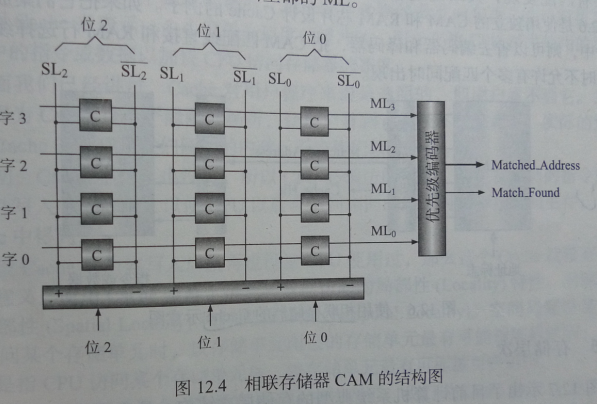 的 ML。
位 2
位 1
位 0
SL₂ SL̅₂ SL₁ SL̅₁ SL₀ SL̅₀
字 3 C C C ML₃
字 2 C C C ML₂
字 1 C C C ML₁
字 0 C C C ML₀
优先级编码器
Matched_Address
Match_Found
+ − + − + −
位 2
位 1
位 0
图 12.4 相联存储器 CAM 的结构图